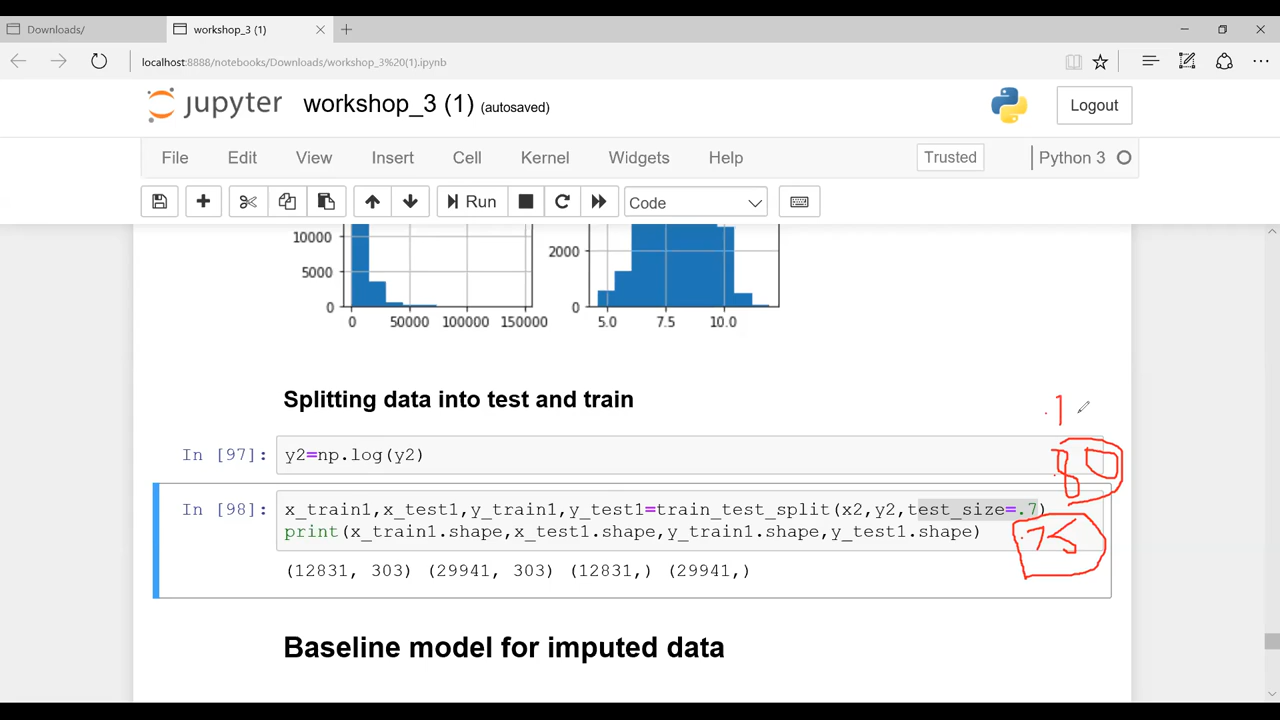 Downloads/
workshop_3 (1)
localhost:8888/notebooks/Downloads/workshop_3%20(1).ipynb
jupyter workshop_3 (1) (autosaved)
Logout
File Edit View Insert Cell Kernel Widgets Help
Trusted
Python 3
Run
Code
10000
5000
0
0 50000 100000 150000
2000
0
5.0 7.5 10.0
Splitting data into test and train
.1
In [97]: y2=np.log(y2)
.80
In [98]: x_train1,x_test1,y_train1,y_test1=train_test_split(x2,y2,test_size=.7)
print(x_train1.shape,x_test1.shape,y_train1.shape,y_test1.shape)
.75
(12831, 303) (29941, 303) (12831,) (29941,)
Baseline model for imputed data